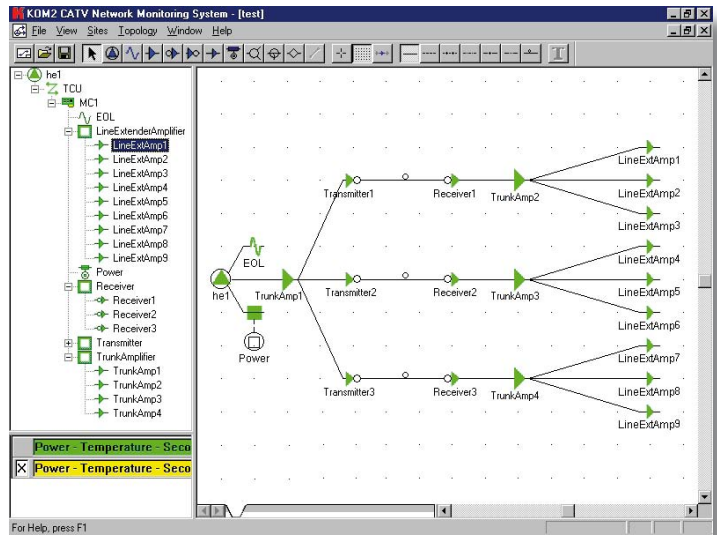 KOM2 CATV Network Monitoring System - [test]
File View Sites Topology Window Help
he1
TCU
MC1
EOL
LineExtenderAmplifier
LineExtAmp1
LineExtAmp2
LineExtAmp3
LineExtAmp4
LineExtAmp5
LineExtAmp6
LineExtAmp7
LineExtAmp8
LineExtAmp9
Power
Receiver
Receiver1
Receiver2
Receiver3
Transmitter
TrunkAmplifier
TrunkAmp1
TrunkAmp2
TrunkAmp3
TrunkAmp4
Power - Temperature - Seco
Power - Temperature - Seco
LineExtAmp1
Transmitter1 Receiver1 TrunkAmp2 LineExtAmp2
LineExtAmp3
EOL LineExtAmp4
he1 TrunkAmp1 Transmitter2 Receiver2 TrunkAmp3 LineExtAmp5
LineExtAmp6
Power LineExtAmp7
Transmitter3 Receiver3 TrunkAmp4 LineExtAmp8
LineExtAmp9
For Help, press F1